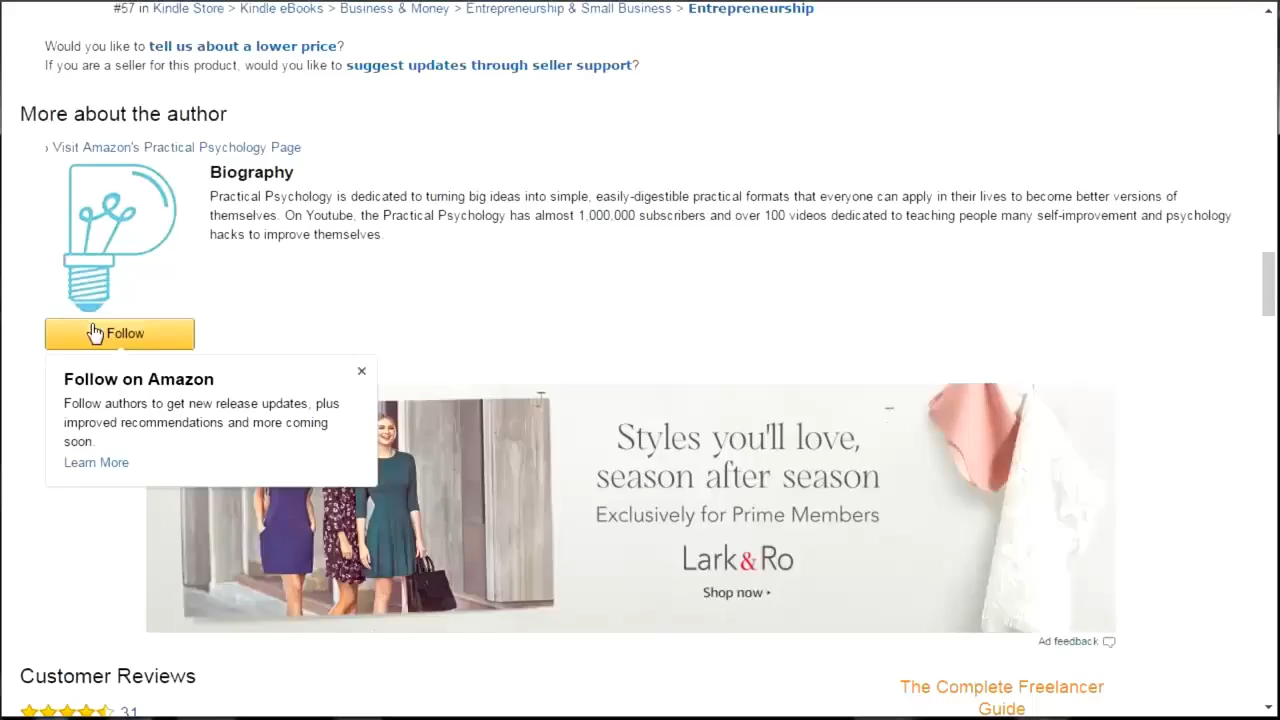 #57 in Kindle Store > Kindle eBooks > Business & Money > Entrepreneurship & Small Business > Entrepreneurship
Would you like to tell us about a lower price?
If you are a seller for this product, would you like to suggest updates through seller support?
More about the author
› Visit Amazon's Practical Psychology Page
Biography
Practical Psychology is dedicated to turning big ideas into simple, easily-digestible practical formats that everyone can apply in their lives to become better versions of
themselves. On Youtube, the Practical Psychology has almost 1,000,000 subscribers and over 100 videos dedicated to teaching people many self-improvement and psychology
hacks to improve themselves.
Follow
Follow on Amazon
Follow authors to get new release updates, plus
improved recommendations and more coming
soon.
Learn More
Styles you'll love,
season after season
Exclusively for Prime Members
Lark&Ro
Shop now ▸
Ad feedback
Customer Reviews
31
The Complete Freelancer
Guide